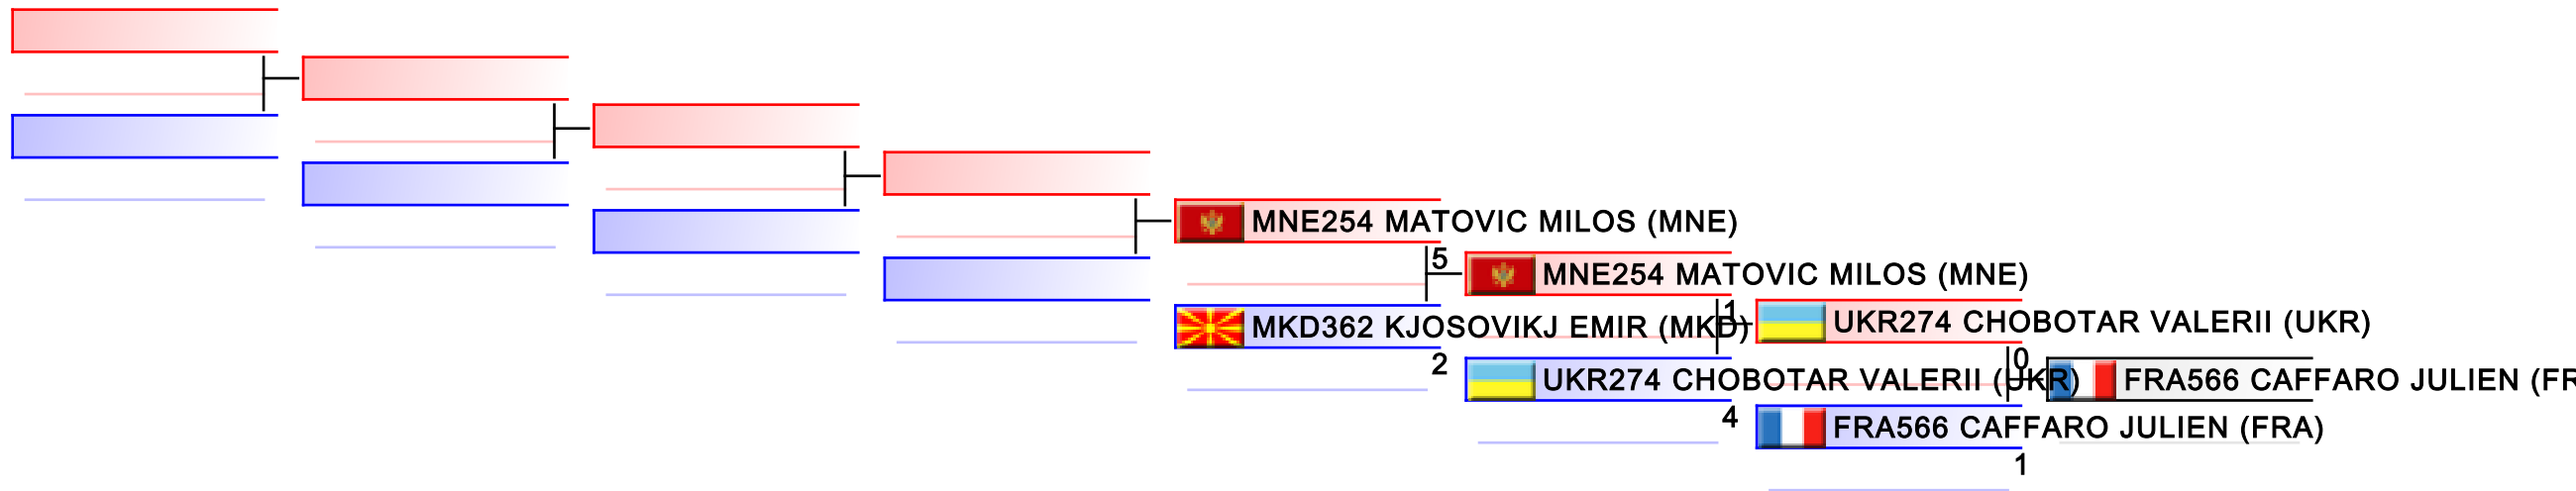 MNE254 MATOVIC MILOS (MNE)
5
MNE254 MATOVIC MILOS (MNE)
MKD362 KJOSOVIKJ EMIR (MKD)
1
UKR274 CHOBOTAR VALERII (UKR)
2
0
UKR274 CHOBOTAR VALERII (UKR)
FRA566 CAFFARO JULIEN (FR
4
FRA566 CAFFARO JULIEN (FRA)
1